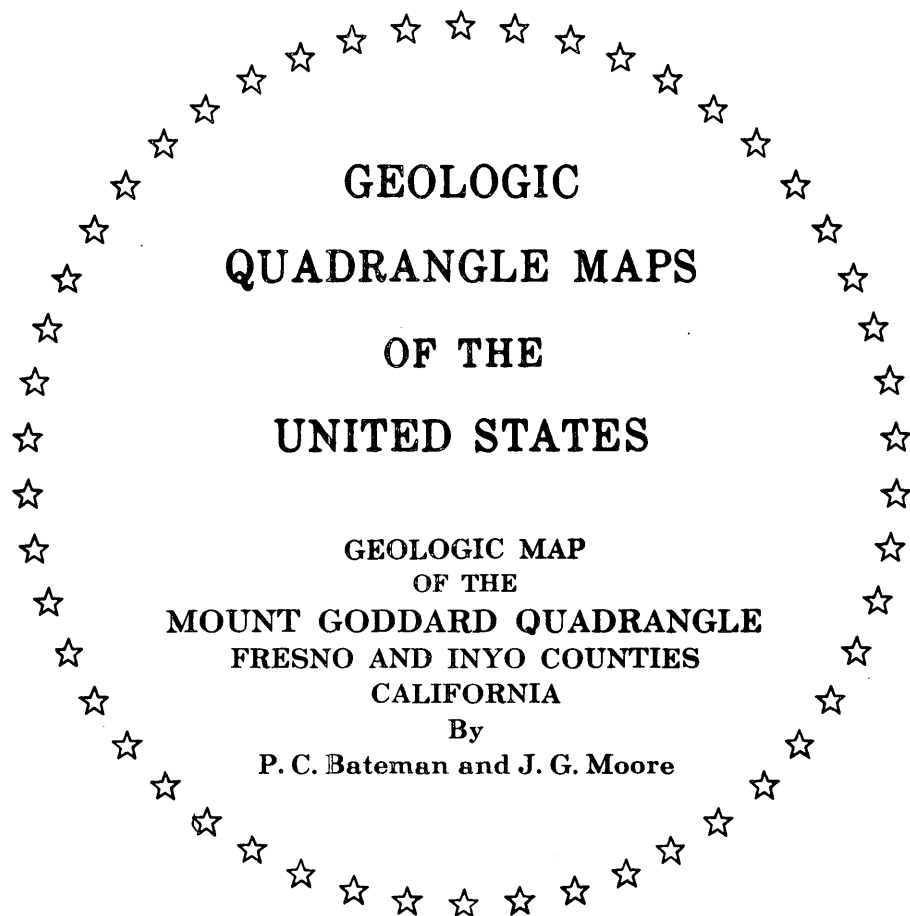 GEOLOGIC
QUADRANGLE MAPS
OF THE
UNITED STATES
GEOLOGIC MAP
OF THE
MOUNT GODDARD QUADRANGLE
FRESNO AND INYO COUNTIES
CALIFORNIA
By
P. C. Bateman and J. G. Moore